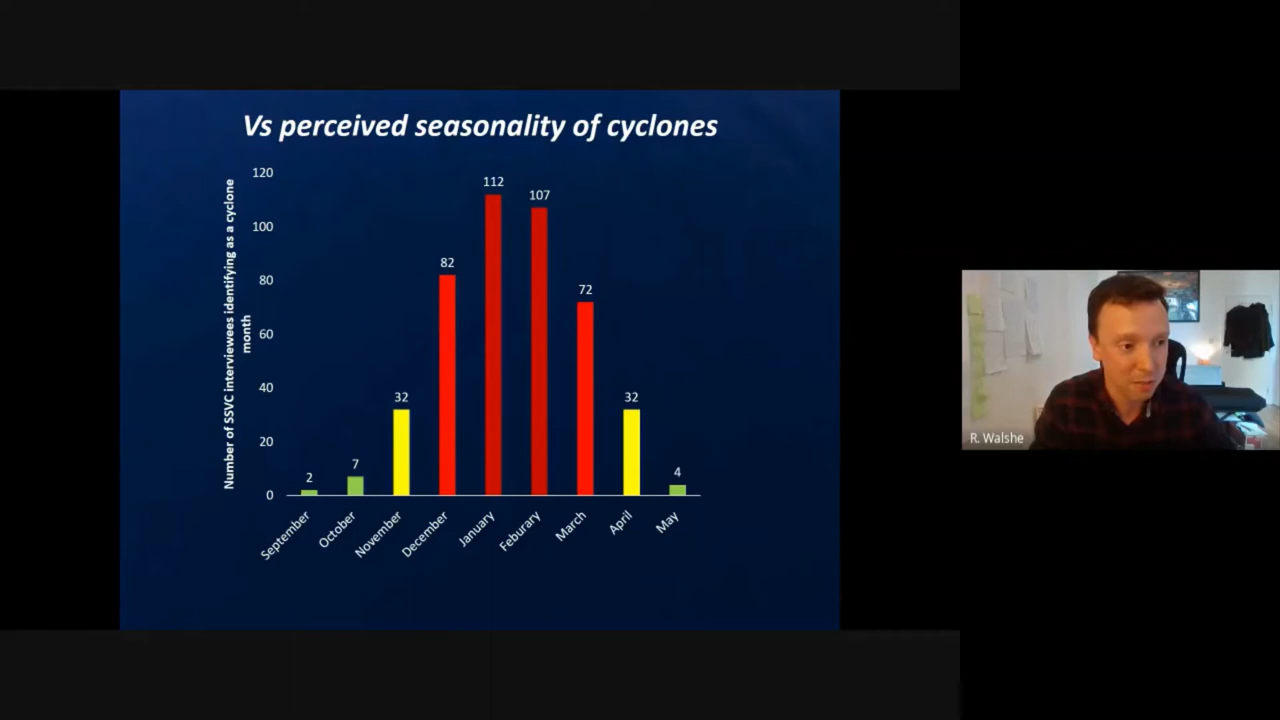 Vs perceived seasonality of cyclones
Number of SSVC interviewees identifying as a cyclone
month
120
100
80
60
40
20
0
2
7
32
82
112
107
72
32
4
September
October
November
December
January
Feburary
March
April
May
R. Walshe